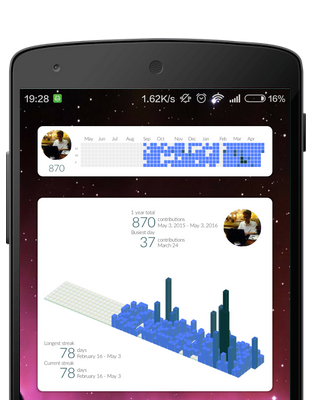 19:28 1.62K/s 16%
May Jun Jul Aug Sep Oct Nov Dec Jan Feb Mar Apr
870
1 year total
870 contributions
May 3, 2015 - May 3, 2016
Busiest day
37 contributions
March 24
Longest streak
78 days
February 16 - May 3
Current streak
78 days
February 16 - May 3